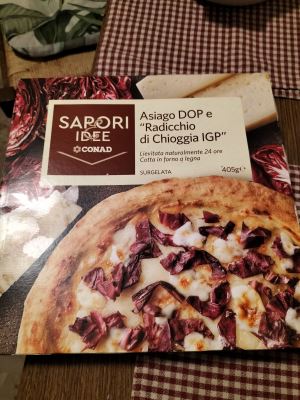 SAPORI
& IDEE
CONAD
Asiago DOP e
"Radicchio
di Chioggia IGP"
Lievitata naturalmente 24 ore
Cotta in forno a legna
SURGELATA
405g e